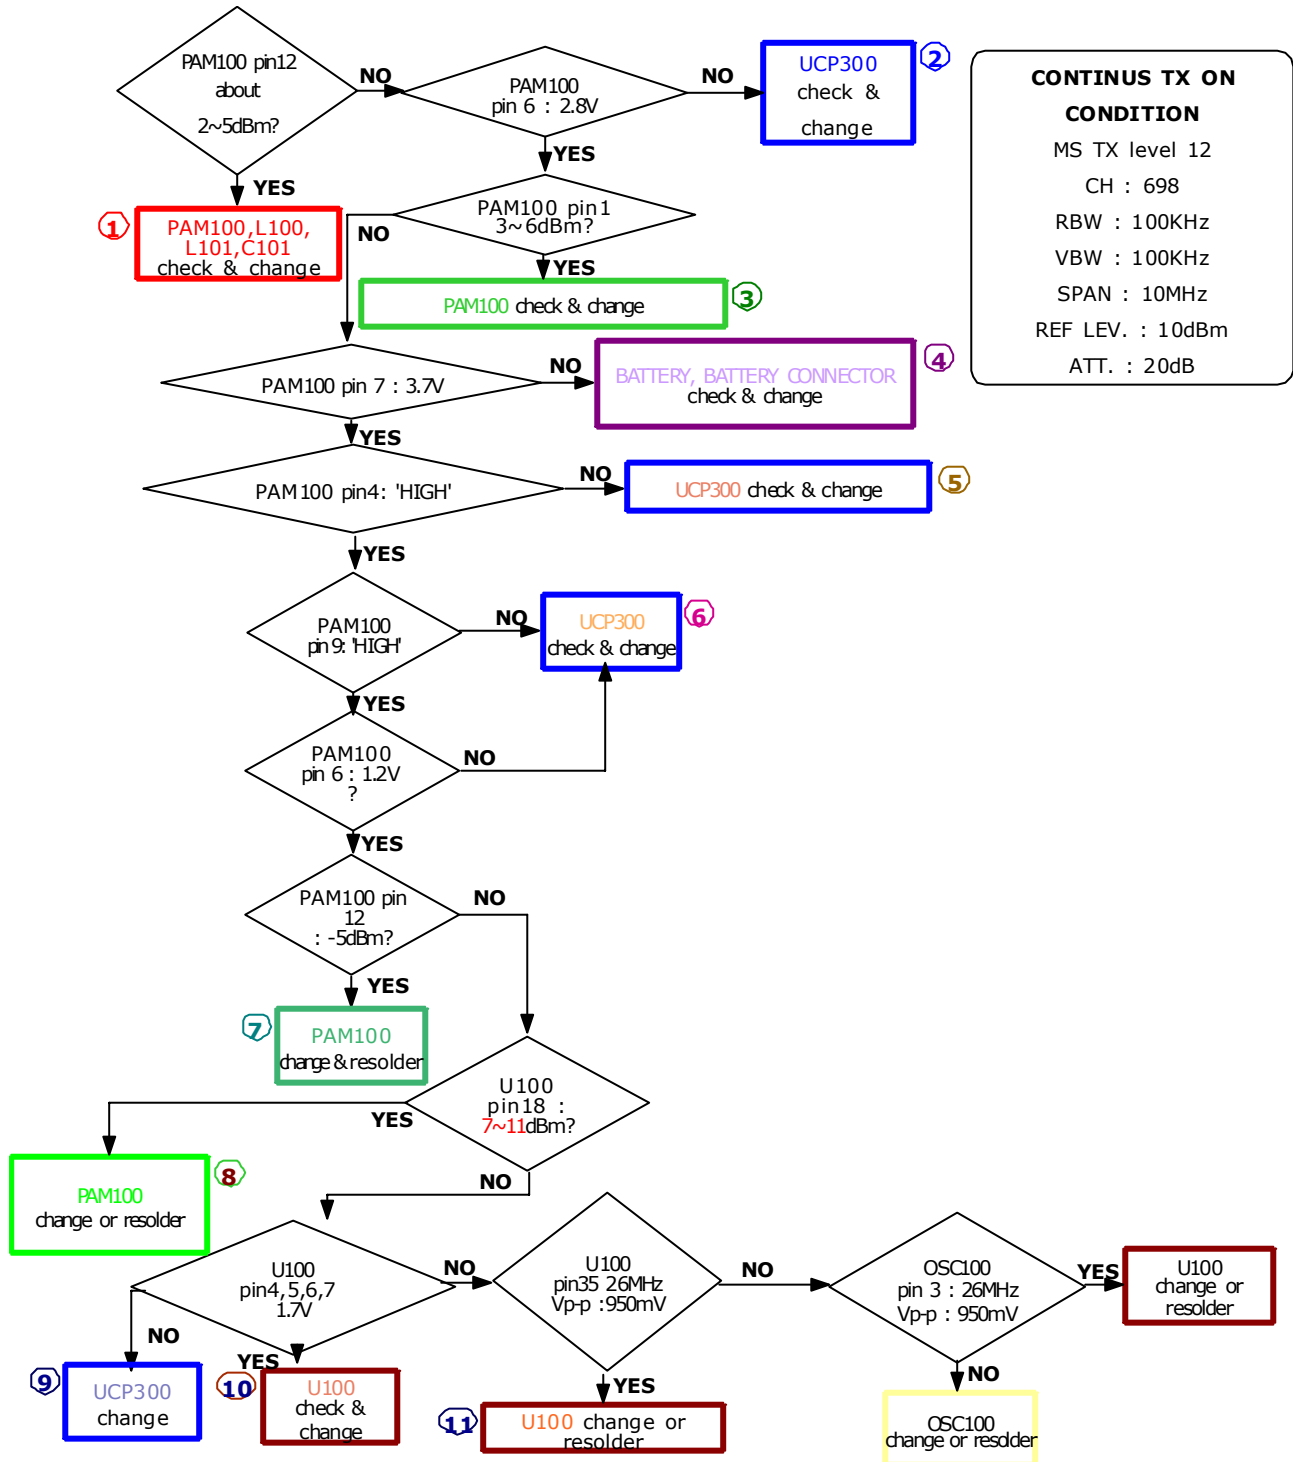 PAM100 pin12
about
2~5dBm?
NO
PAM100
pin 6 : 2.8V
NO
UCP300
check &
change
2
CONTINUS TX ON
CONDITION
MS TX level 12
CH : 698
RBW : 100KHz
VBW : 100KHz
SPAN : 10MHz
REF LEV. : 10dBm
ATT. : 20dB
YES
YES
1
PAM100,L100,
L101,C101
check & change
NO
PAM100 pin1
3~6dBm?
YES
PAM100 check & change
3
PAM100 pin 7 : 3.7V
NO
BATTERY, BATTERY CONNECTOR
check & change
4
YES
PAM100 pin4: 'HIGH'
NO
UCP300 check & change
5
YES
PAM100
pin9: 'HIGH'
NO
UCP300
check & change
6
YES
PAM100
pin 6 : 1.2V
?
NO
YES
PAM100 pin
12
: -5dBm?
NO
YES
7
PAM100
change & resolder
U100
pin18 :
7~11dBm?
YES
8
PAM100
change or resolder
NO
U100
pin4,5,6,7
1.7V
NO
U100
pin35 26MHz
Vp-p :950mV
NO
OSC100
pin 3 : 26MHz
Vp-p : 950mV
YES
U100
change or
resolder
NO
YES
9
UCP300
change
10
U100
check &
change
YES
11
U100 change or
resolder
NO
OSC100
change or resolder